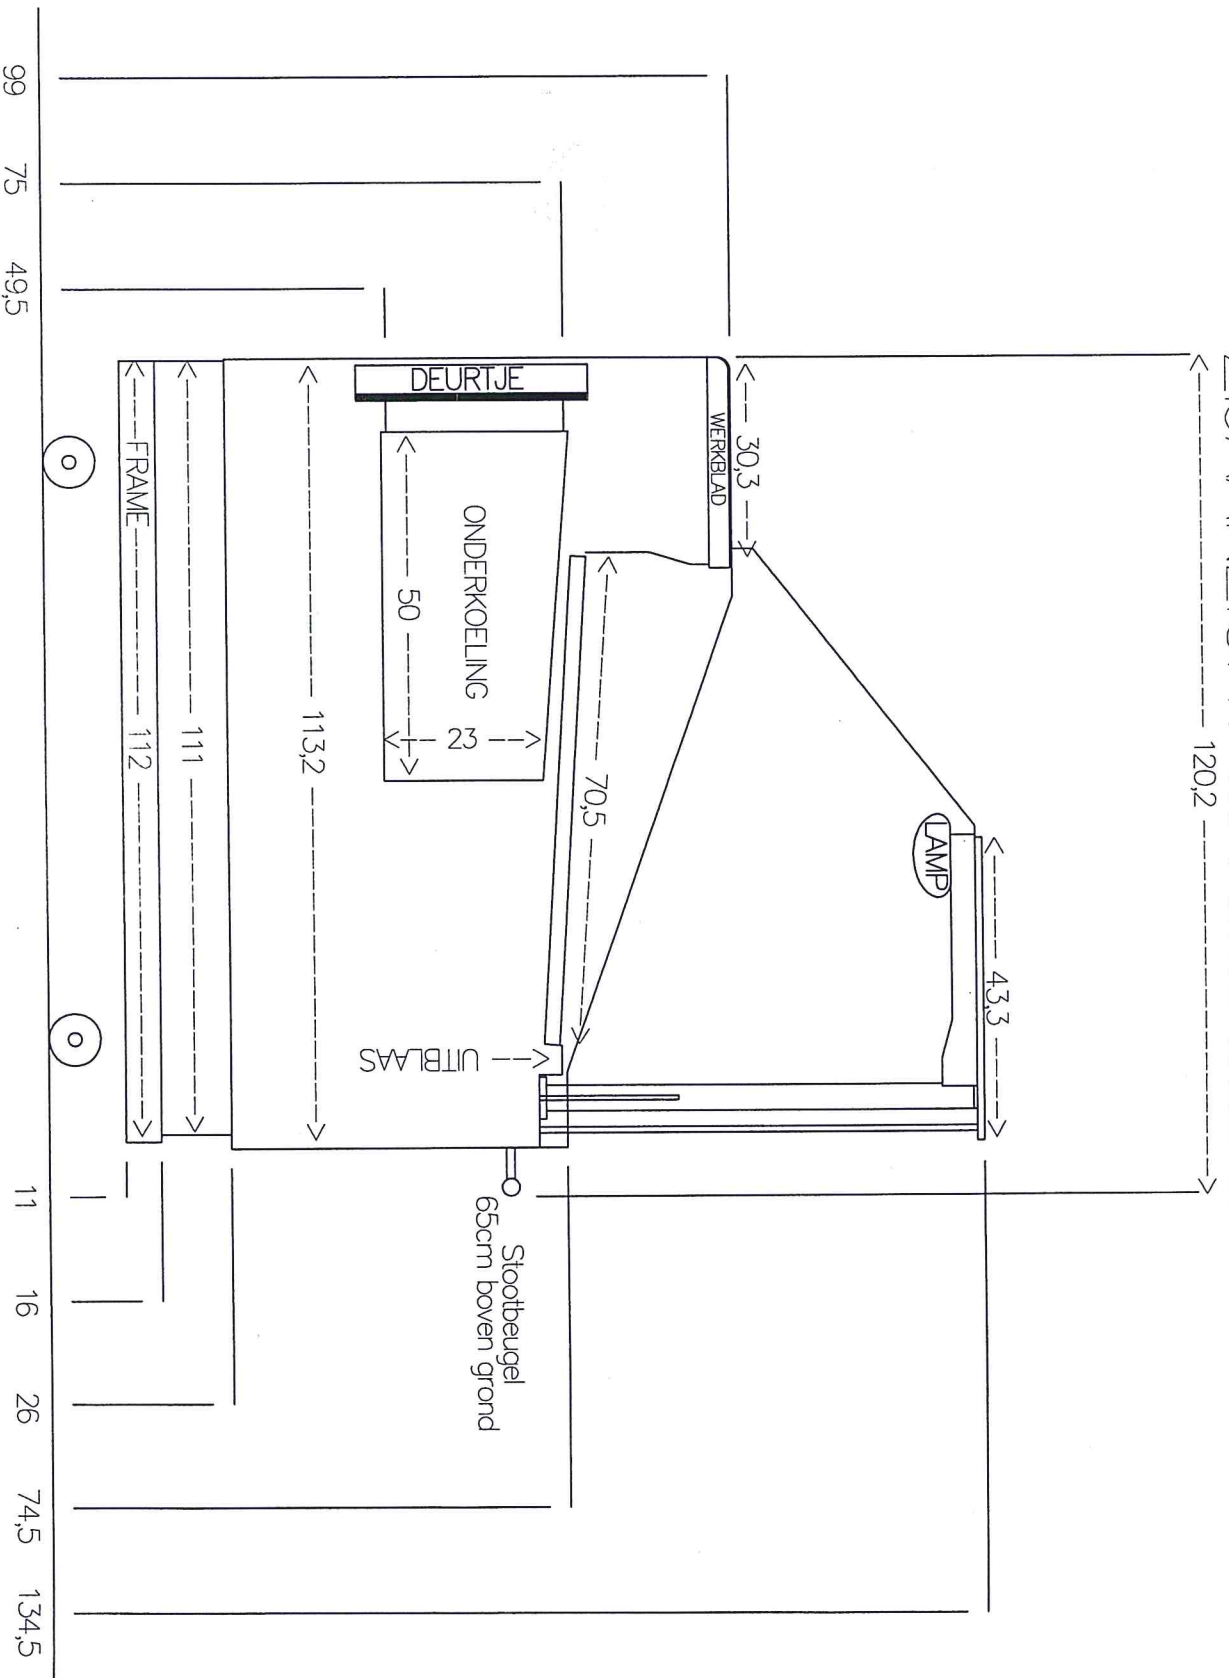 120,2
43,3
LAMP
30,3
WERKBLAD
70,5
DEURTJE
ONDERKOELING
23
50
UITBLAAS
Stootbeugel
65cm boven grond
113,2
111
FRAME
112
99
75
49,5
11
16
26
74,5
134,5